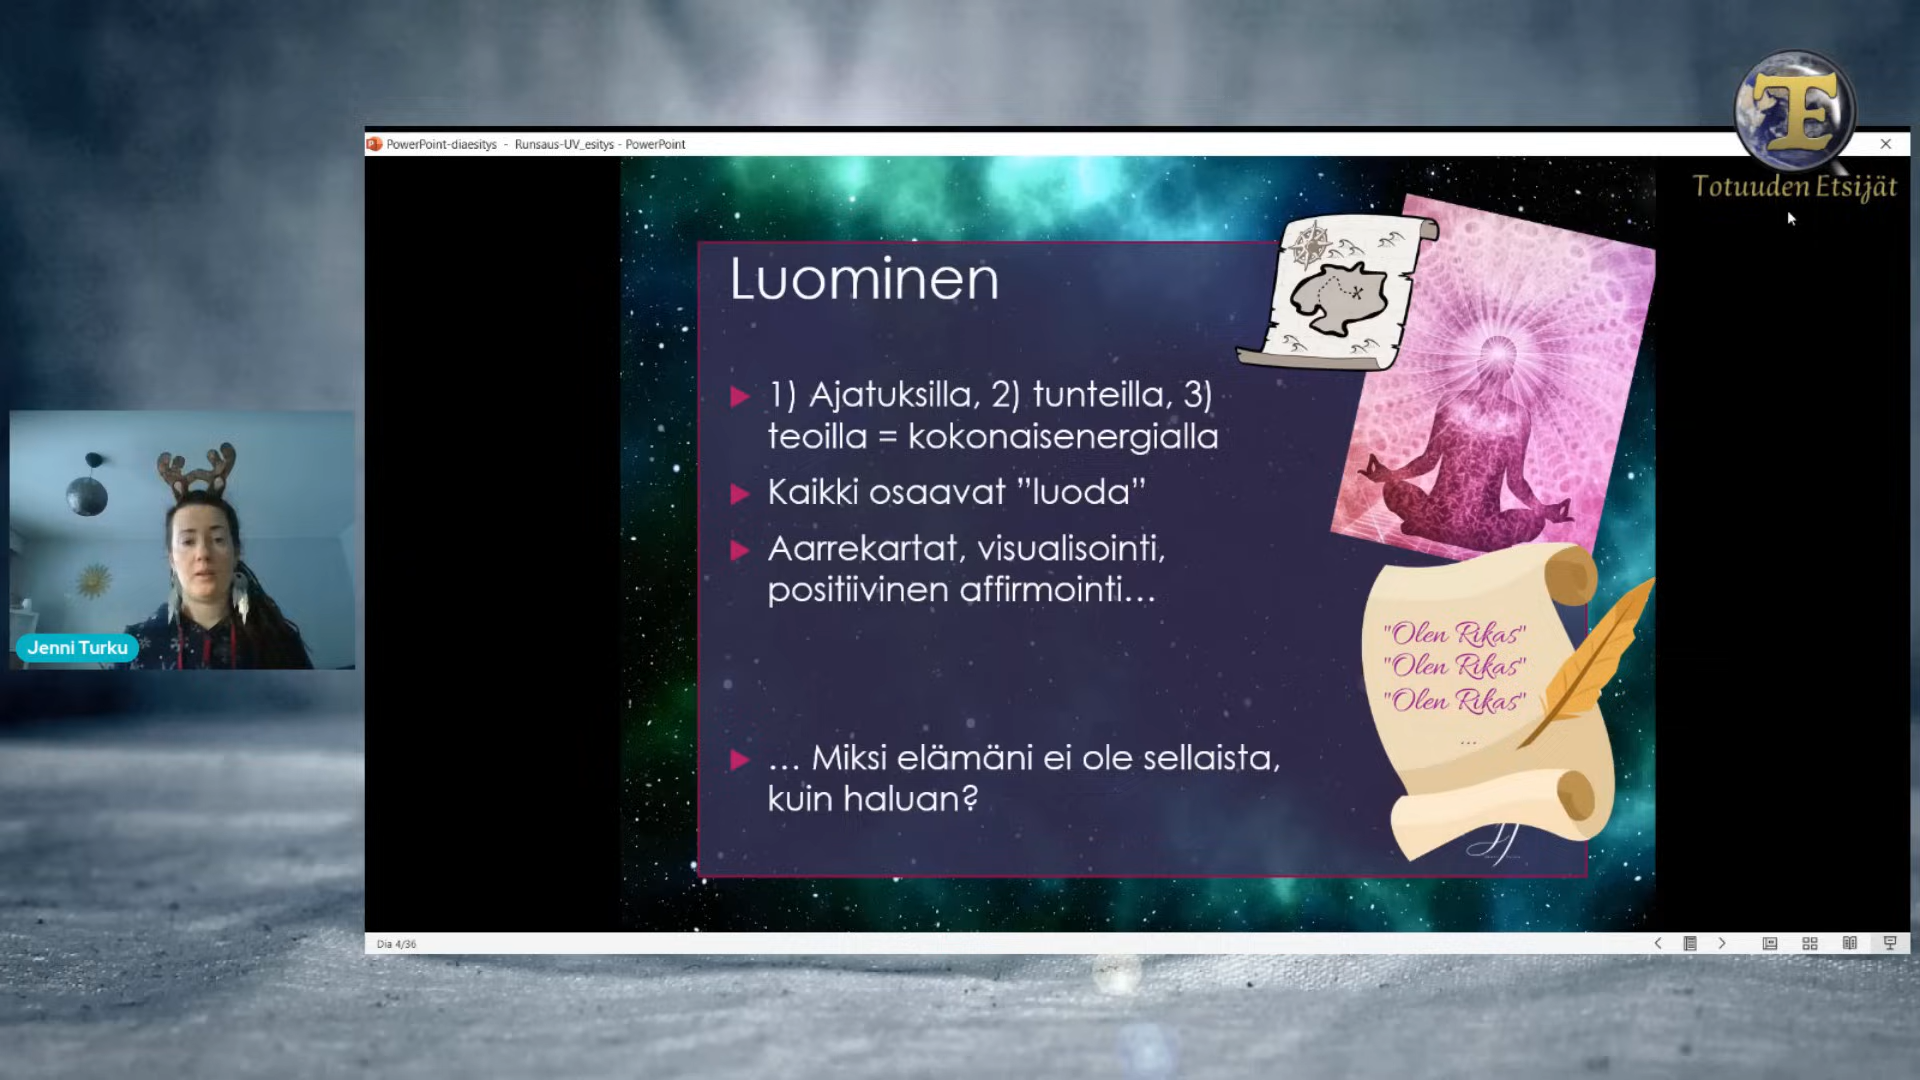 TE
Totuuden Etsijät
PowerPoint-diaesitys - Runsaus-UV_esitys - PowerPoint
Luominen
1) Ajatuksilla, 2) tunteilla, 3)
teoilla = kokonaisenergialla
Kaikki osaavat ”luoda”
Aarrekartat, visualisointi,
positiivinen affirmointi...
"Olen Rikas"
"Olen Rikas"
"Olen Rikas"
...
... Miksi elämäni ei ole sellaista,
kuin haluan?
Jenni Turku
Dia 4/36